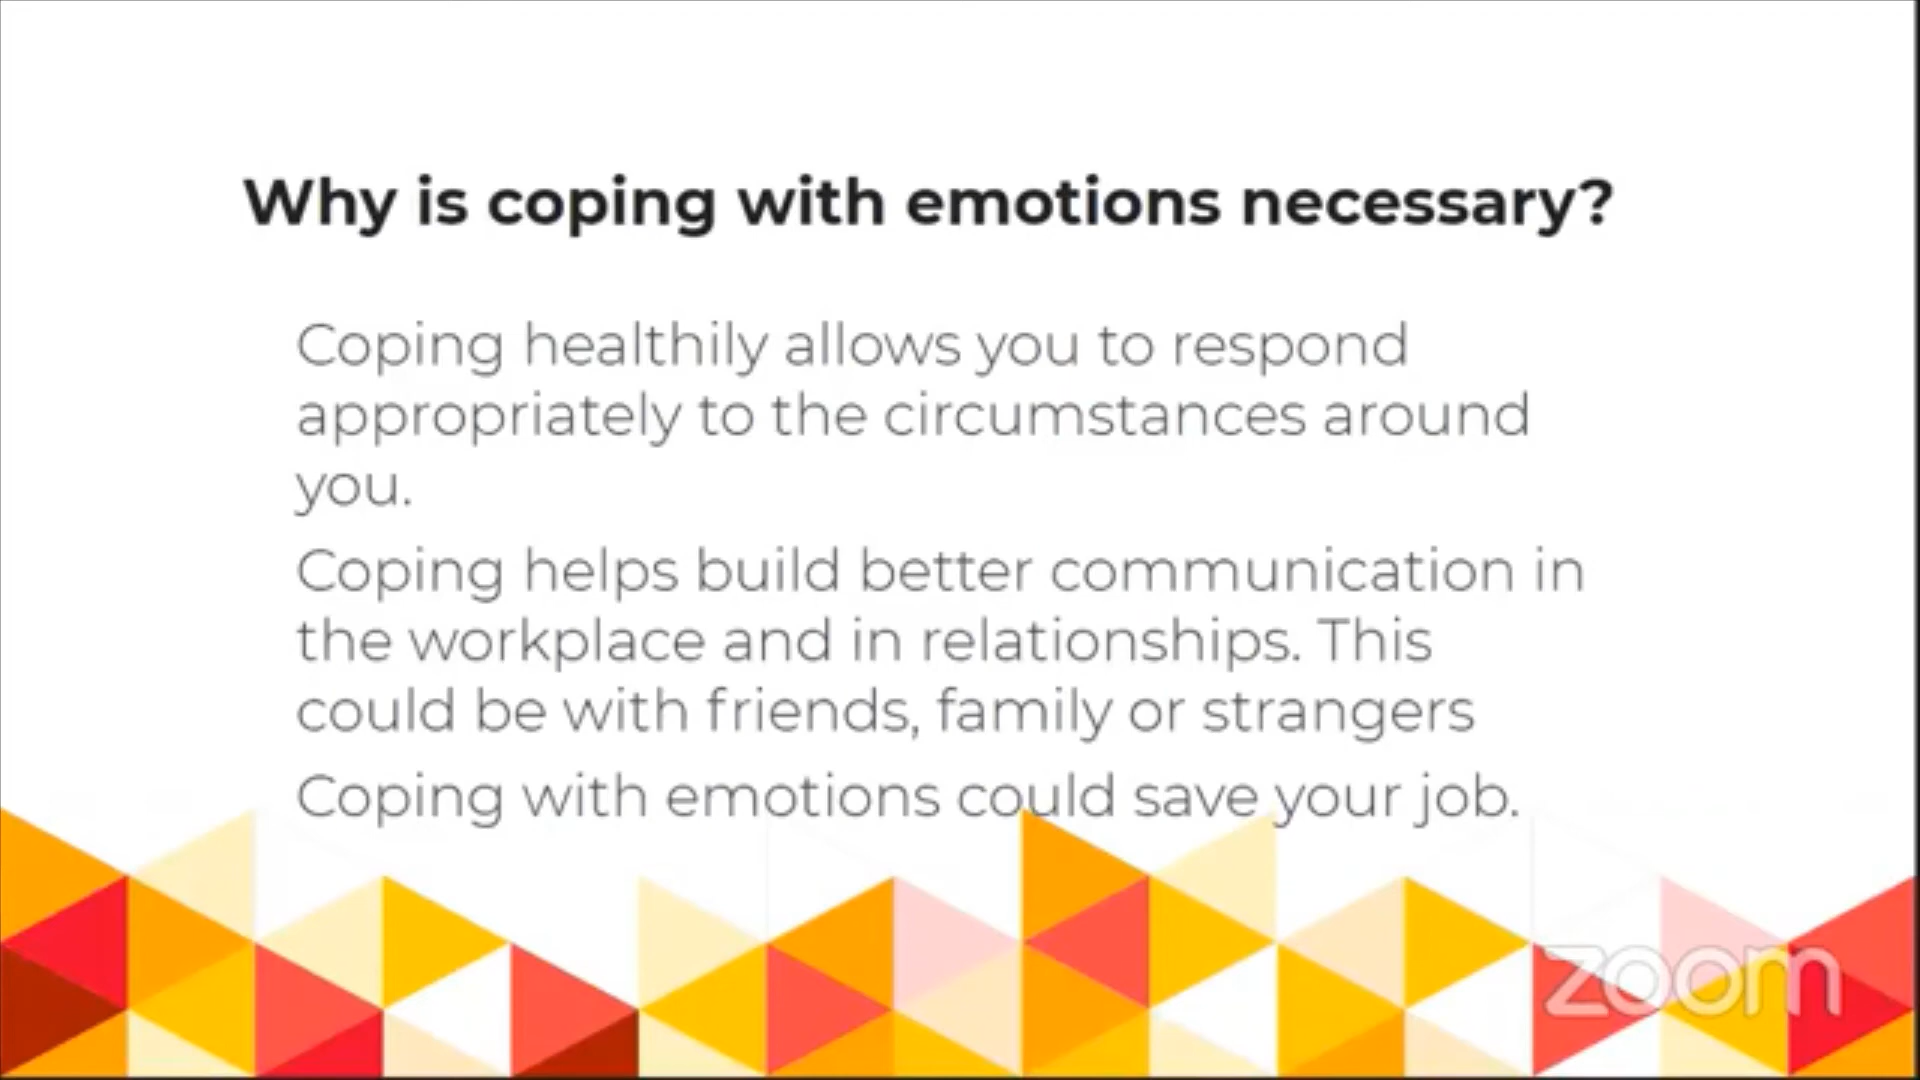 Why is coping with emotions necessary?
Coping healthily allows you to respond
appropriately to the circumstances around
you.
Coping helps build better communication in
the workplace and in relationships. This
could be with friends, family or strangers
Coping with emotions could save your job.
zoom